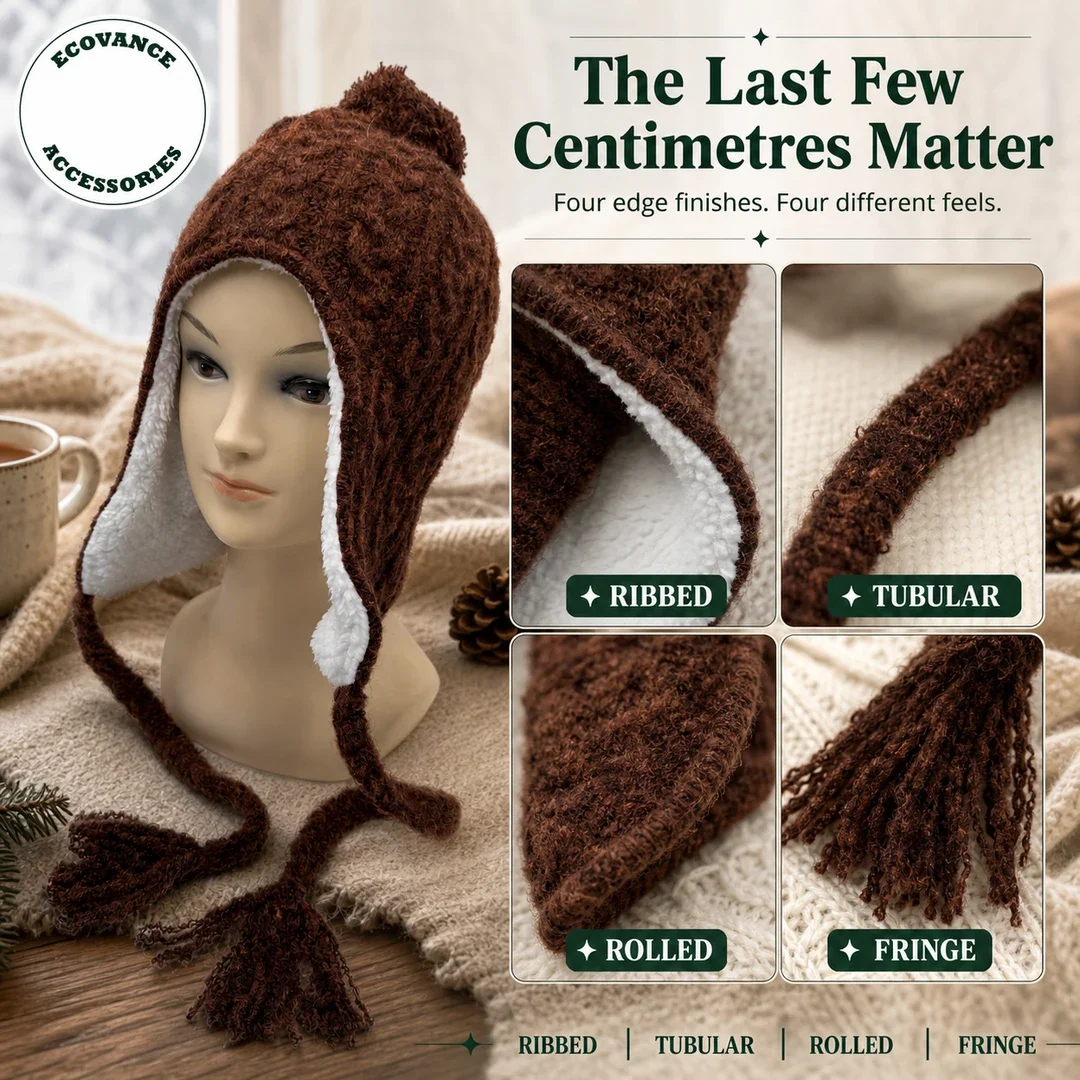 ECOVANCE
ACCESSORIES
The Last Few
Centimetres Matter
Four edge finishes. Four different feels.
RIBBED
TUBULAR
ROLLED
FRINGE
RIBBED | TUBULAR | ROLLED | FRINGE